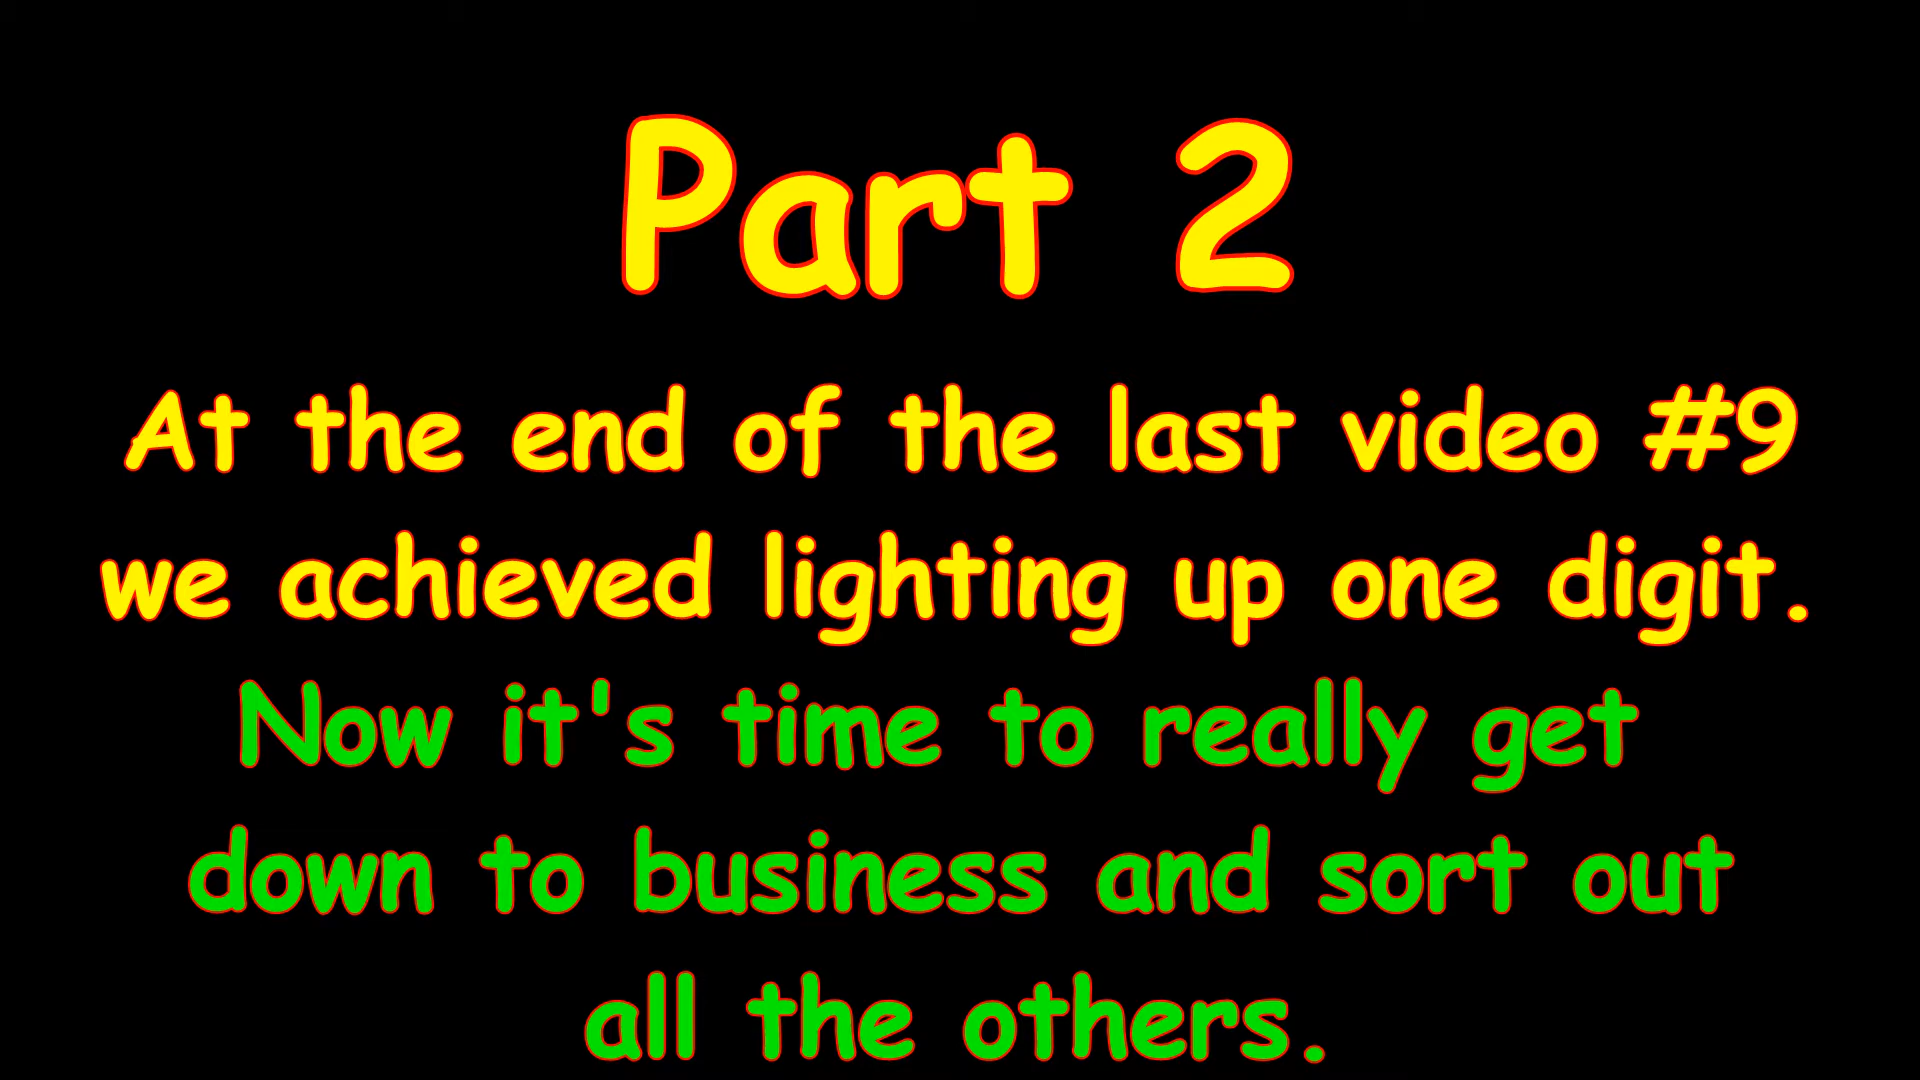 Part 2
At the end of the last video #9
we achieved lighting up one digit.
Now it's time to really get
down to business and sort out
all the others.